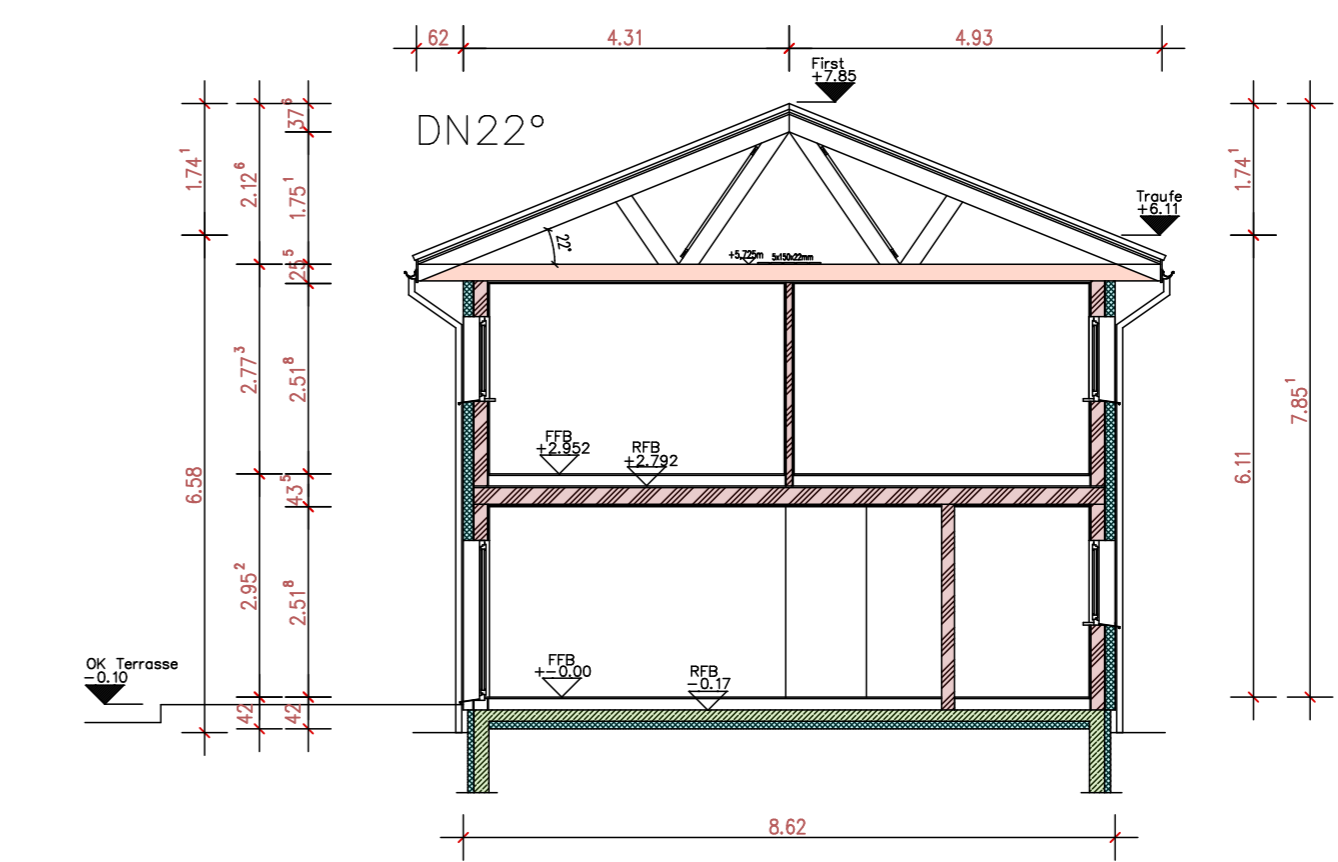 62 4.31 4.93
First
+7.85
DN22°
37⁶
1.74¹
2.12⁶
1.75¹
1.74¹
Traufe
+6.11
22°
+5,725m 5x150x22mm
25⁵
2.77³
2.51⁸
7.85¹
FFB
+2.952
RFB
+2.792
6.58
43⁵
6.11
2.95²
2.51⁸
OK Terrasse
-0.10
FFB
+-0.00
RFB
-0.17
42 42
8.62